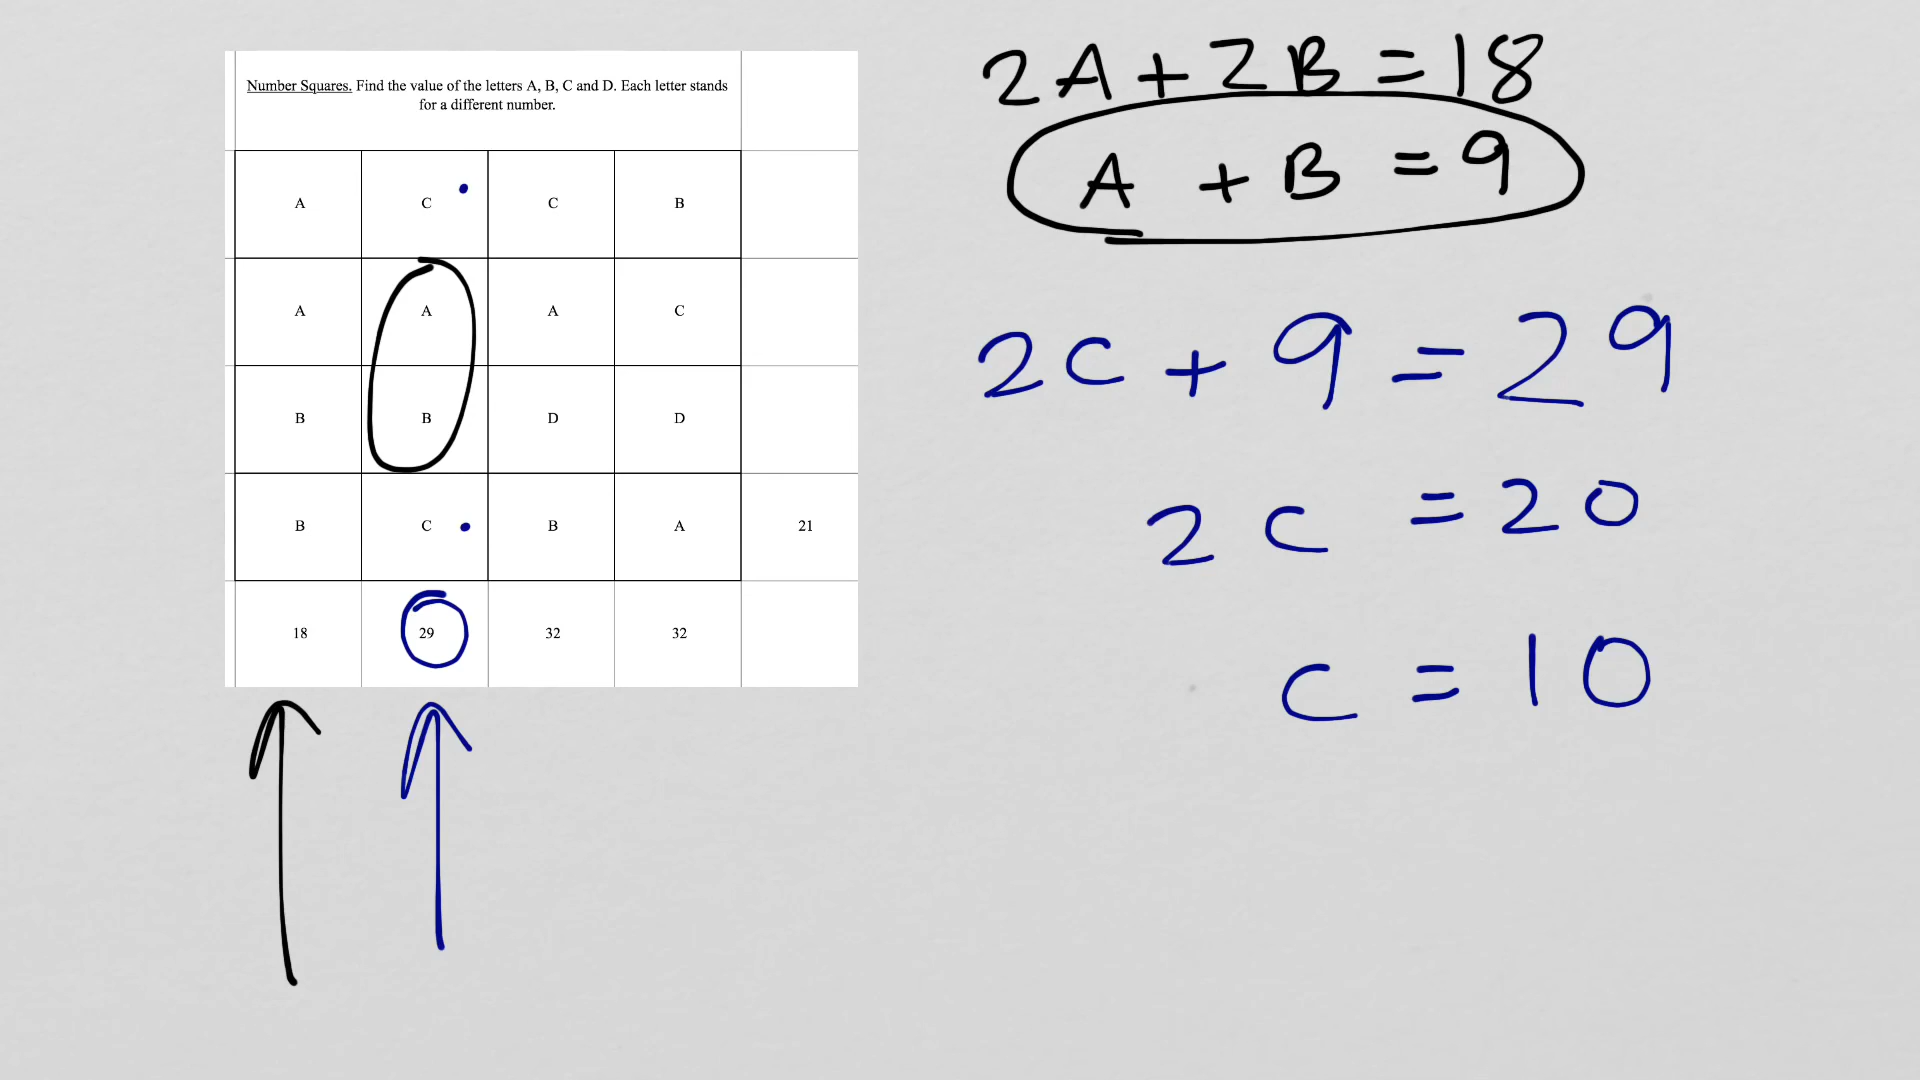 Number Squares. Find the value of the letters A, B, C and D. Each letter stands
for a different number.
A C C B
A A A C
B B D D
B C B A 21
18 29 32 32
2A + 2B = 18
A + B = 9
2C + 9 = 29
2C = 20
C = 10